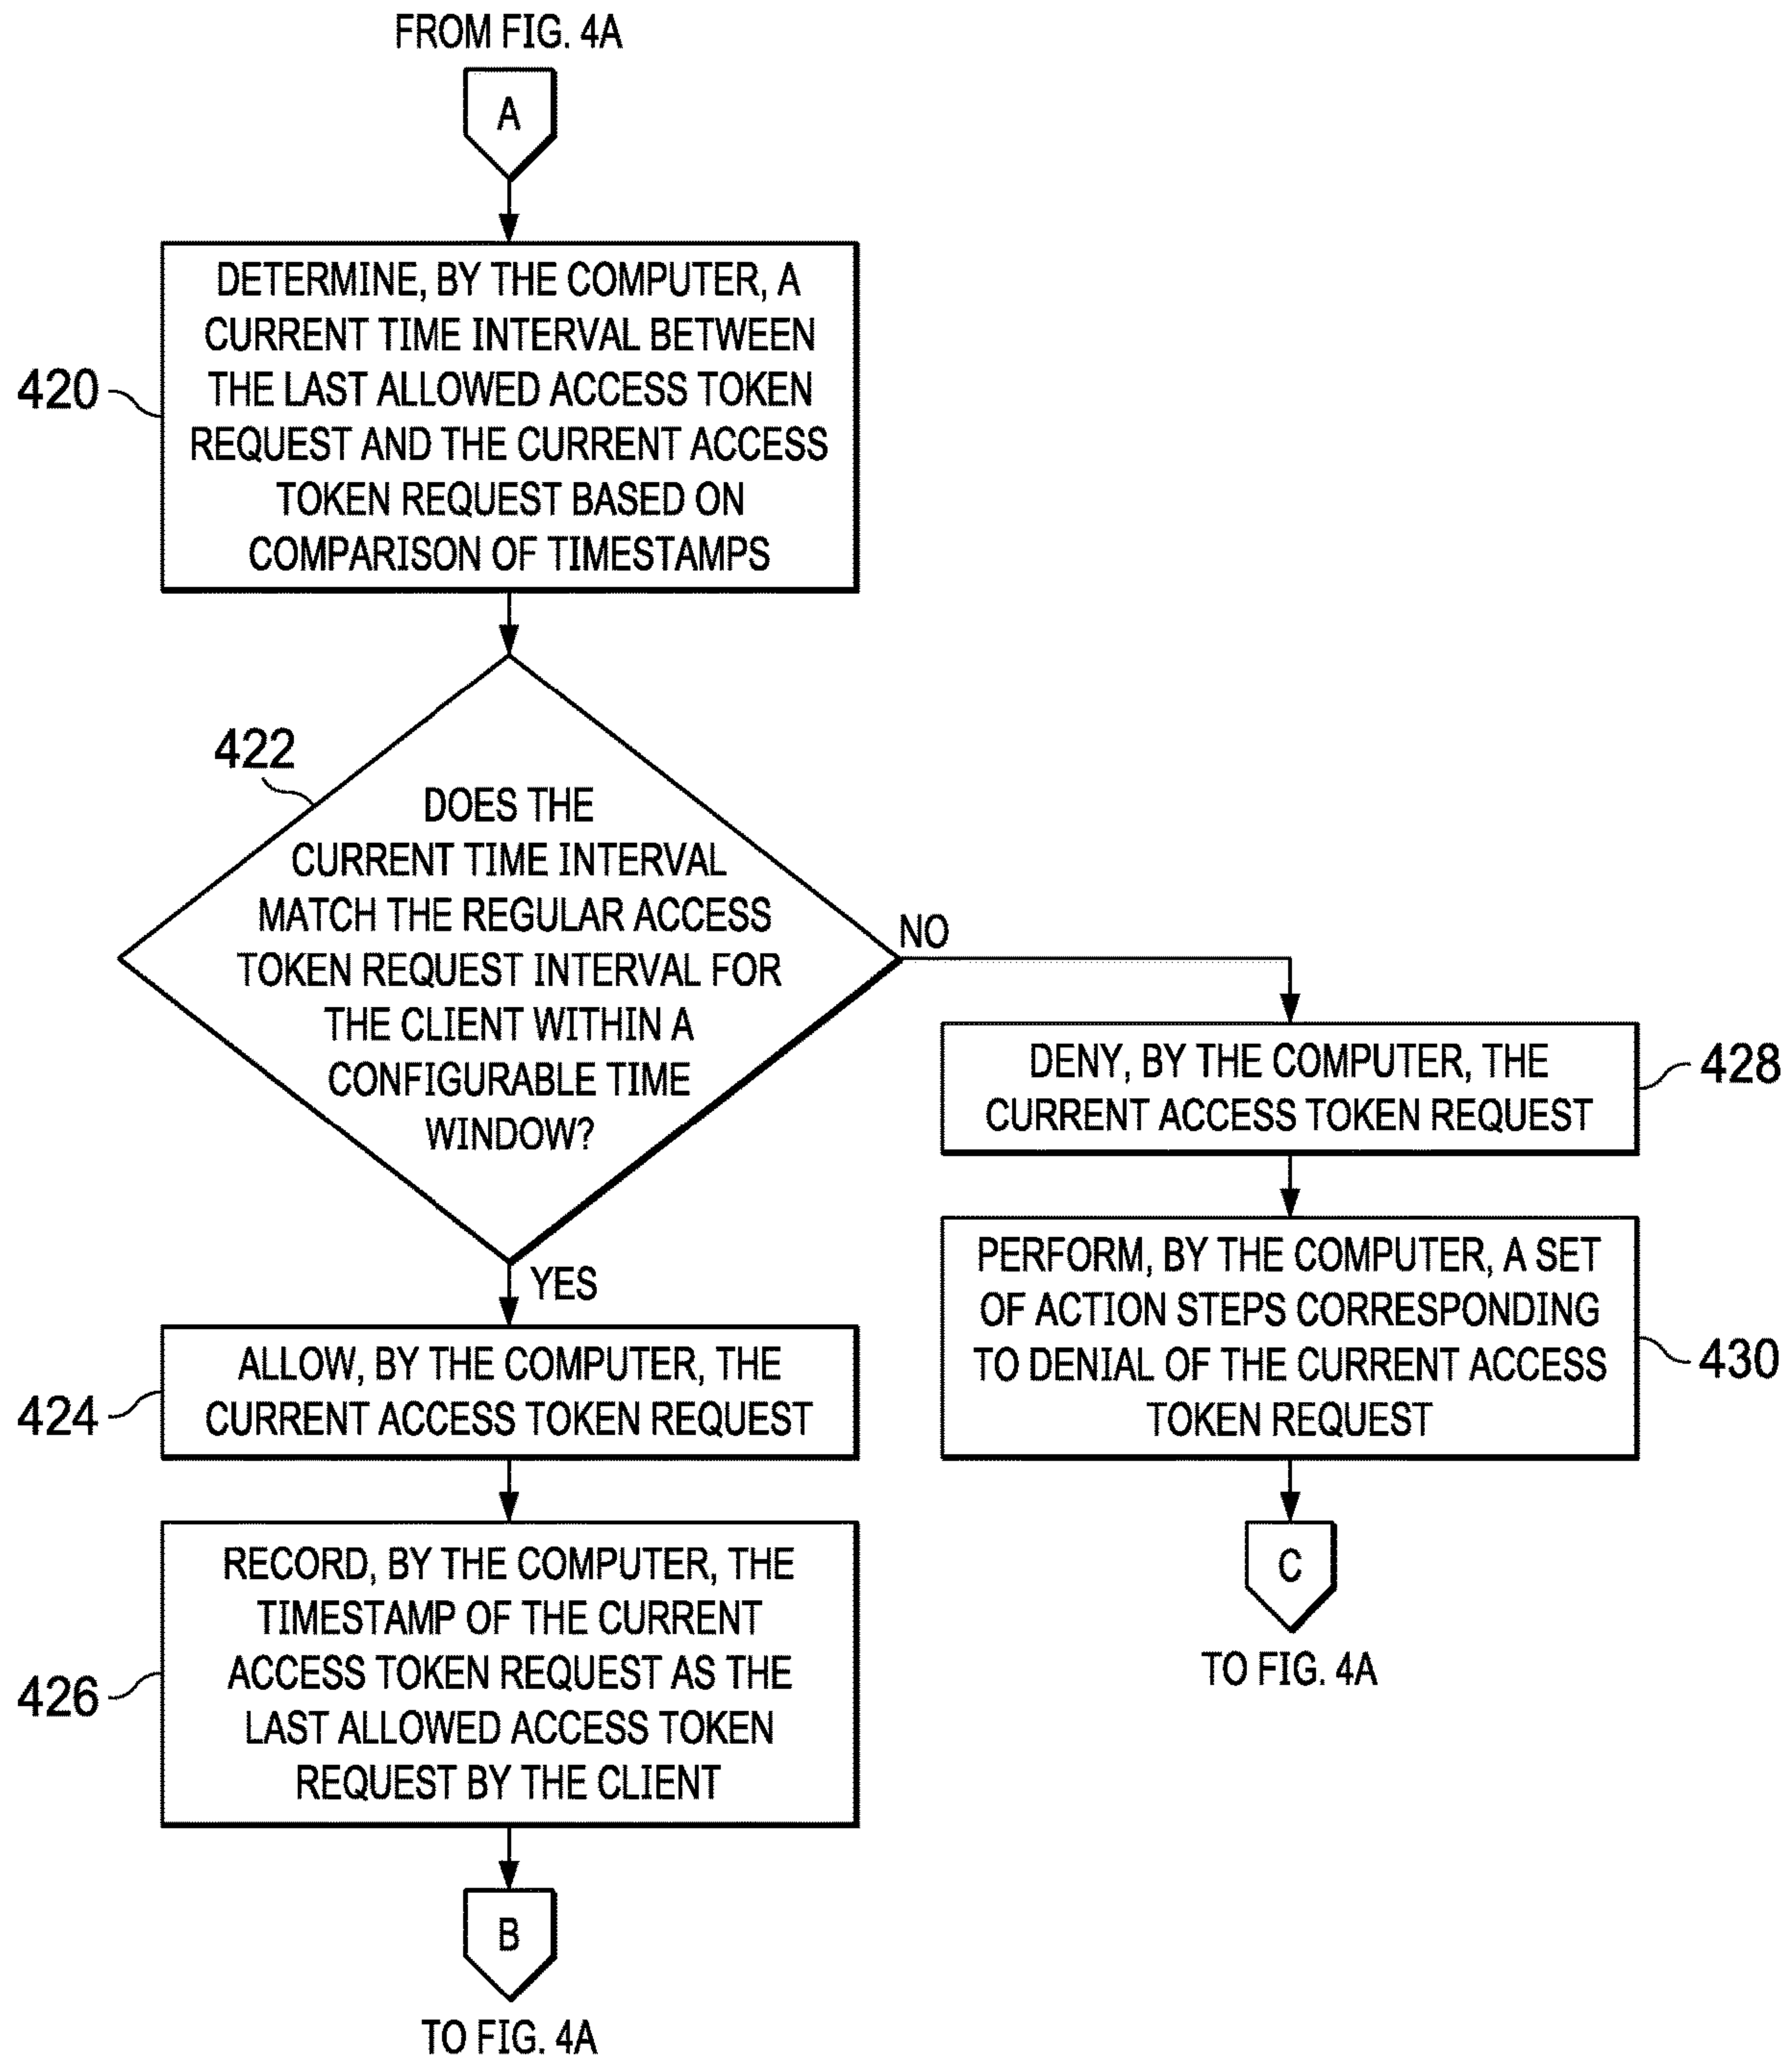 FROM FIG. 4A
A
420
DETERMINE, BY THE COMPUTER, A
CURRENT TIME INTERVAL BETWEEN
THE LAST ALLOWED ACCESS TOKEN
REQUEST AND THE CURRENT ACCESS
TOKEN REQUEST BASED ON
COMPARISON OF TIMESTAMPS
422
DOES THE
CURRENT TIME INTERVAL
MATCH THE REGULAR ACCESS
TOKEN REQUEST INTERVAL FOR
THE CLIENT WITHIN A
CONFIGURABLE TIME
WINDOW?
NO
YES
424
ALLOW, BY THE COMPUTER, THE
CURRENT ACCESS TOKEN REQUEST
426
RECORD, BY THE COMPUTER, THE
TIMESTAMP OF THE CURRENT
ACCESS TOKEN REQUEST AS THE
LAST ALLOWED ACCESS TOKEN
REQUEST BY THE CLIENT
B
TO FIG. 4A
DENY, BY THE COMPUTER, THE
CURRENT ACCESS TOKEN REQUEST
428
PERFORM, BY THE COMPUTER, A SET
OF ACTION STEPS CORRESPONDING
TO DENIAL OF THE CURRENT ACCESS
TOKEN REQUEST
430
C
TO FIG. 4A